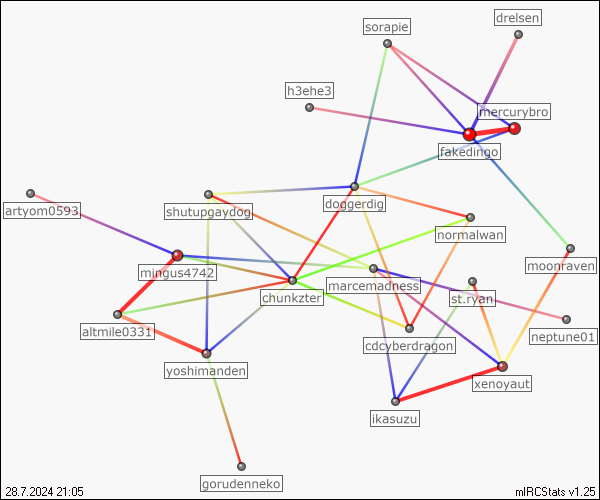 drelsen
sorapie
h3ehe3
mercurybro
fakedingo
artyom0593
shutupgaydog
doggerdig
normalwan
mingus4742
marcemadness
st.ryan
moonraven
chunkzter
altmile0331
cdcyberdragon
neptune01
yoshimanden
xenoyaut
ikasuzu
gorudenneko
28.7.2024 21:05
mIRCStats v1.25